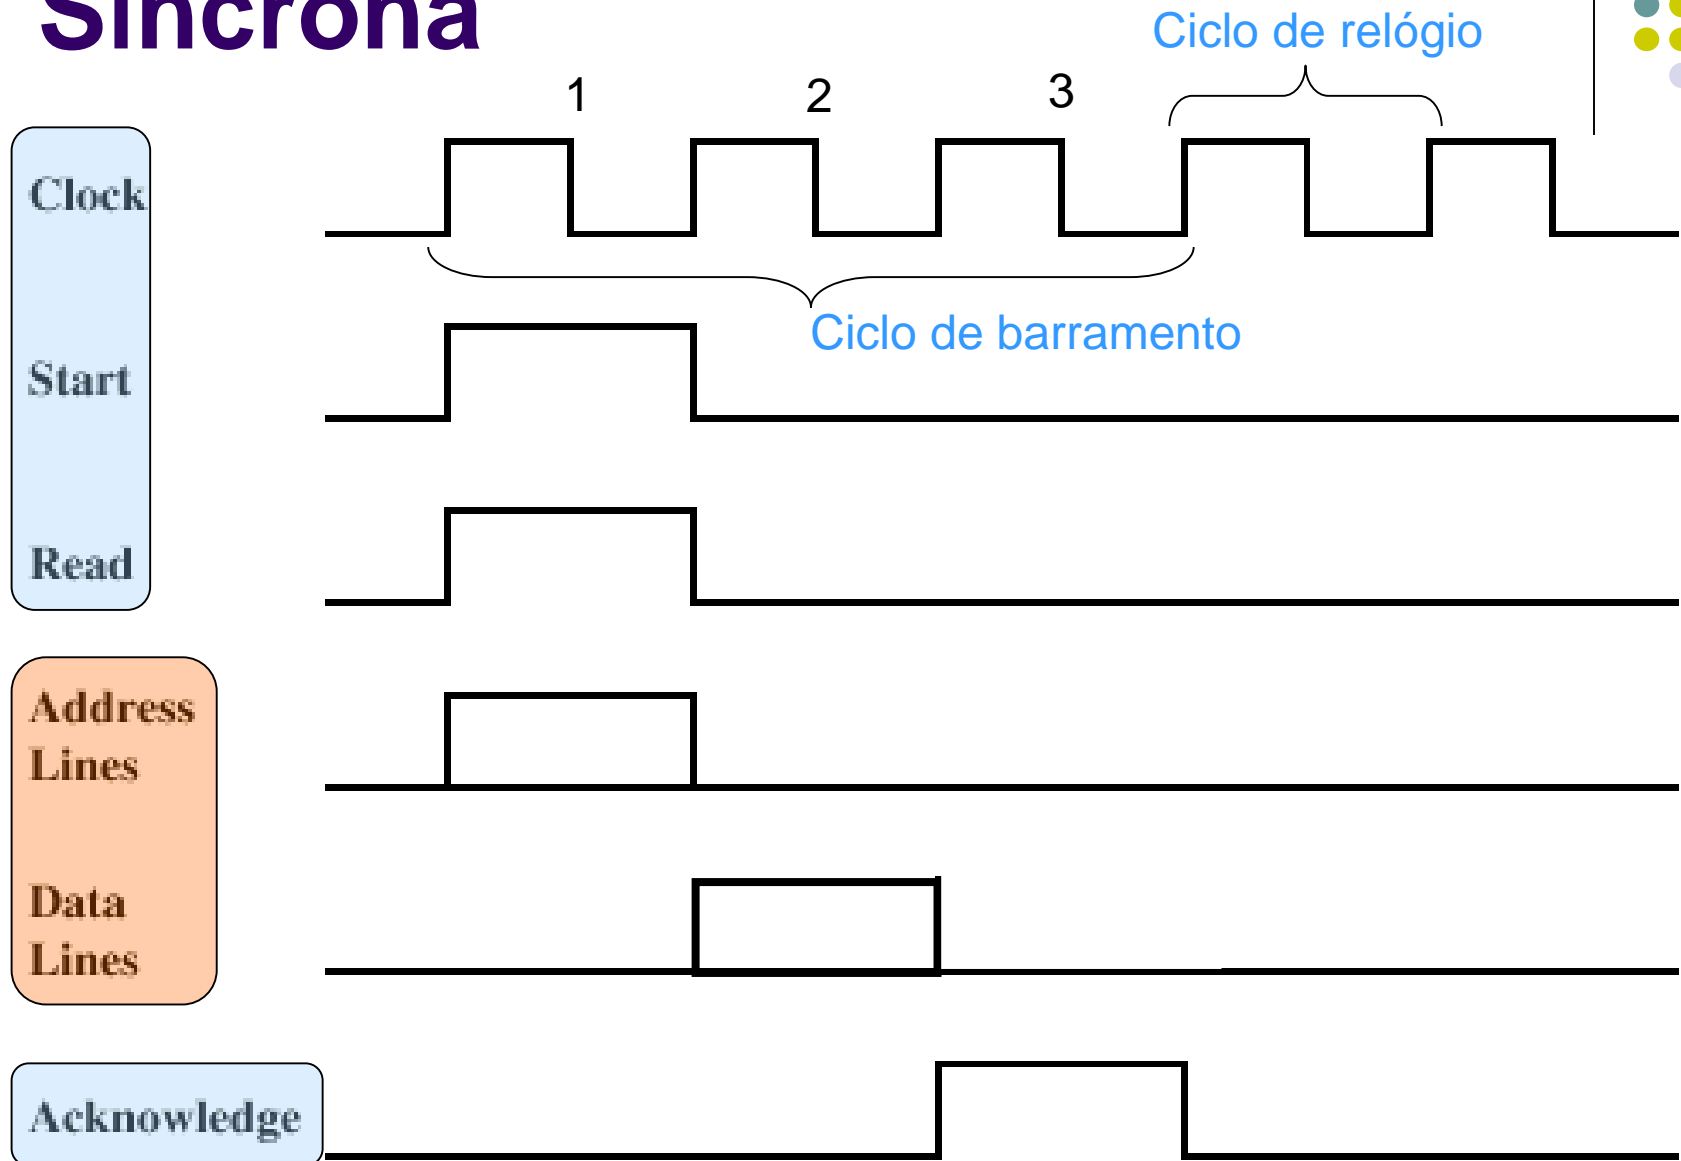 Síncrona
Ciclo de relógio
1 2 3
Clock
Ciclo de barramento
Start
Read
Address
Lines
Data
Lines
Acknowledge